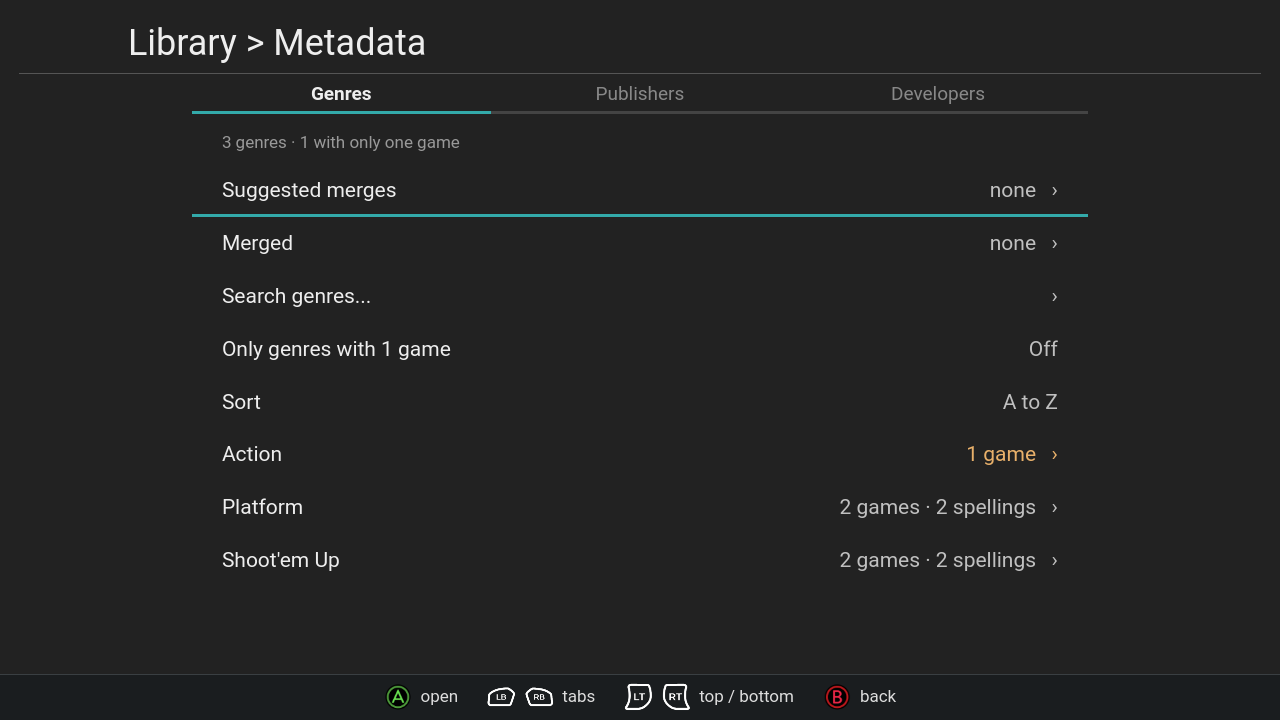 Library > Metadata
Genres Publishers Developers
3 genres · 1 with only one game
Suggested merges none ›
Merged none ›
Search genres... ›
Only genres with 1 game Off
Sort A to Z
Action 1 game ›
Platform 2 games · 2 spellings ›
Shoot'em Up 2 games · 2 spellings ›
A open LB RB tabs LT RT top / bottom B back